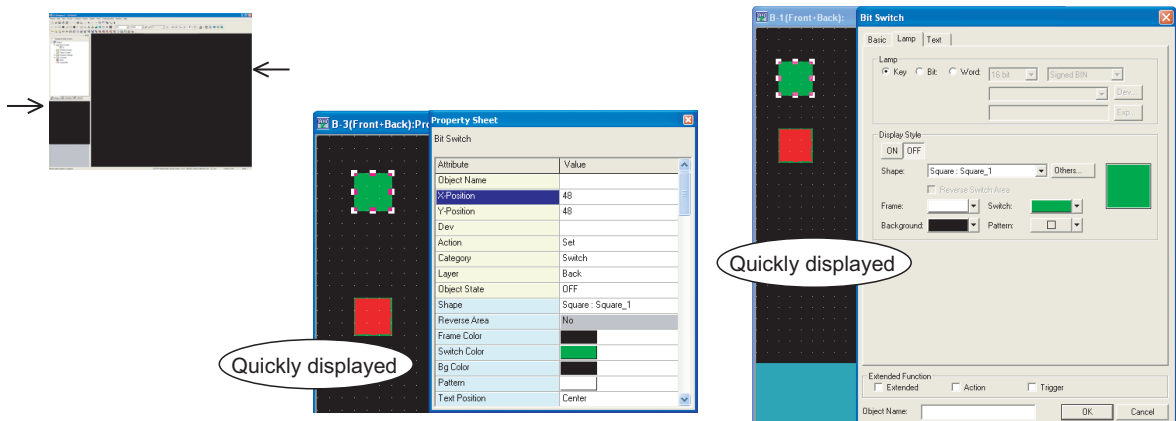 B-3(Front+Back):Pro
Property Sheet
Bit Switch
Attribute Value
Object Name
X-Position 48
Y-Position 48
Dev
Action Set
Category Switch
Layer Back
Object State OFF
Shape Square : Square_1
Reverse Area No
Frame Color
Switch Color
Bg Color
Pattern
Text Position Center
Quickly displayed
B-1(Front+Back):
Bit Switch
Basic Lamp Text
Lamp
Key Bit: Word: 16 bit Signed BIN
Dev...
Exp...
Display Style
ON OFF
Shape: Square : Square_1 Others...
Reverse Switch Area
Frame: Switch:
Background: Pattern:
Quickly displayed
Extended Function
Extended Action Trigger
Object Name: OK Cancel